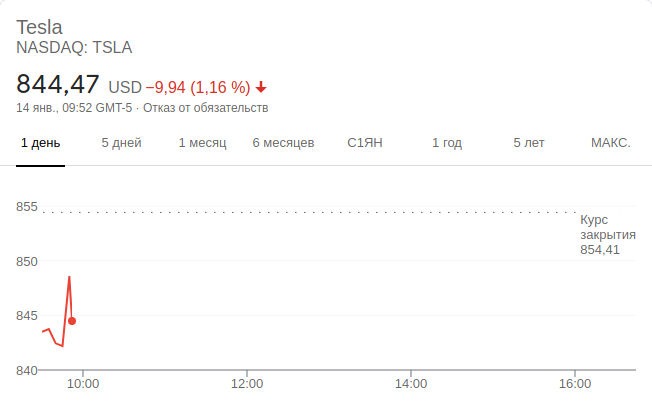 Tesla
NASDAQ: TSLA
844,47 USD −9,94 (1,16 %)
14 янв., 09:52 GMT-5 · Отказ от обязательств
1 день 5 дней 1 месяц 6 месяцев С1ЯН 1 год 5 лет МАКС.
855
Курс
закрытия
854,41
850
845
840
10:00 12:00 14:00 16:00